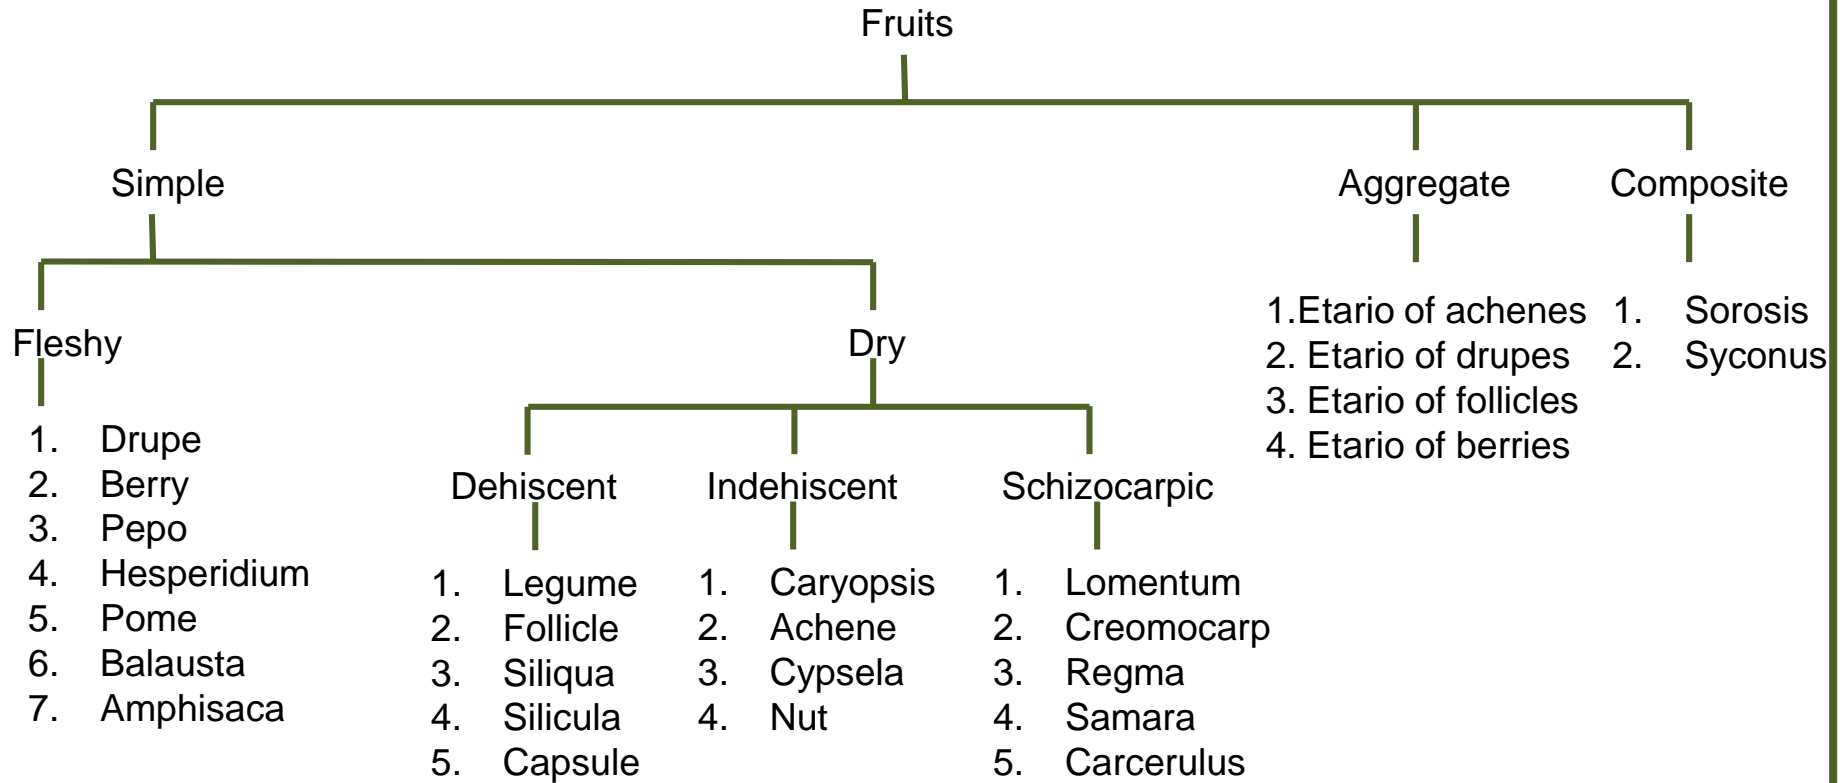 Fruits
Simple
Aggregate
Composite
Fleshy
Dry
1. Drupe
2. Berry
3. Pepo
4. Hesperidium
5. Pome
6. Balausta
7. Amphisaca
Dehiscent
1. Legume
2. Follicle
3. Siliqua
4. Silicula
5. Capsule
Indehiscent
1. Caryopsis
2. Achene
3. Cypsela
4. Nut
Schizocarpic
1. Lomentum
2. Creomocarp
3. Regma
4. Samara
5. Carcerulus
1.Etario of achenes
2. Etario of drupes
3. Etario of follicles
4. Etario of berries
1. Sorosis
2. Syconus